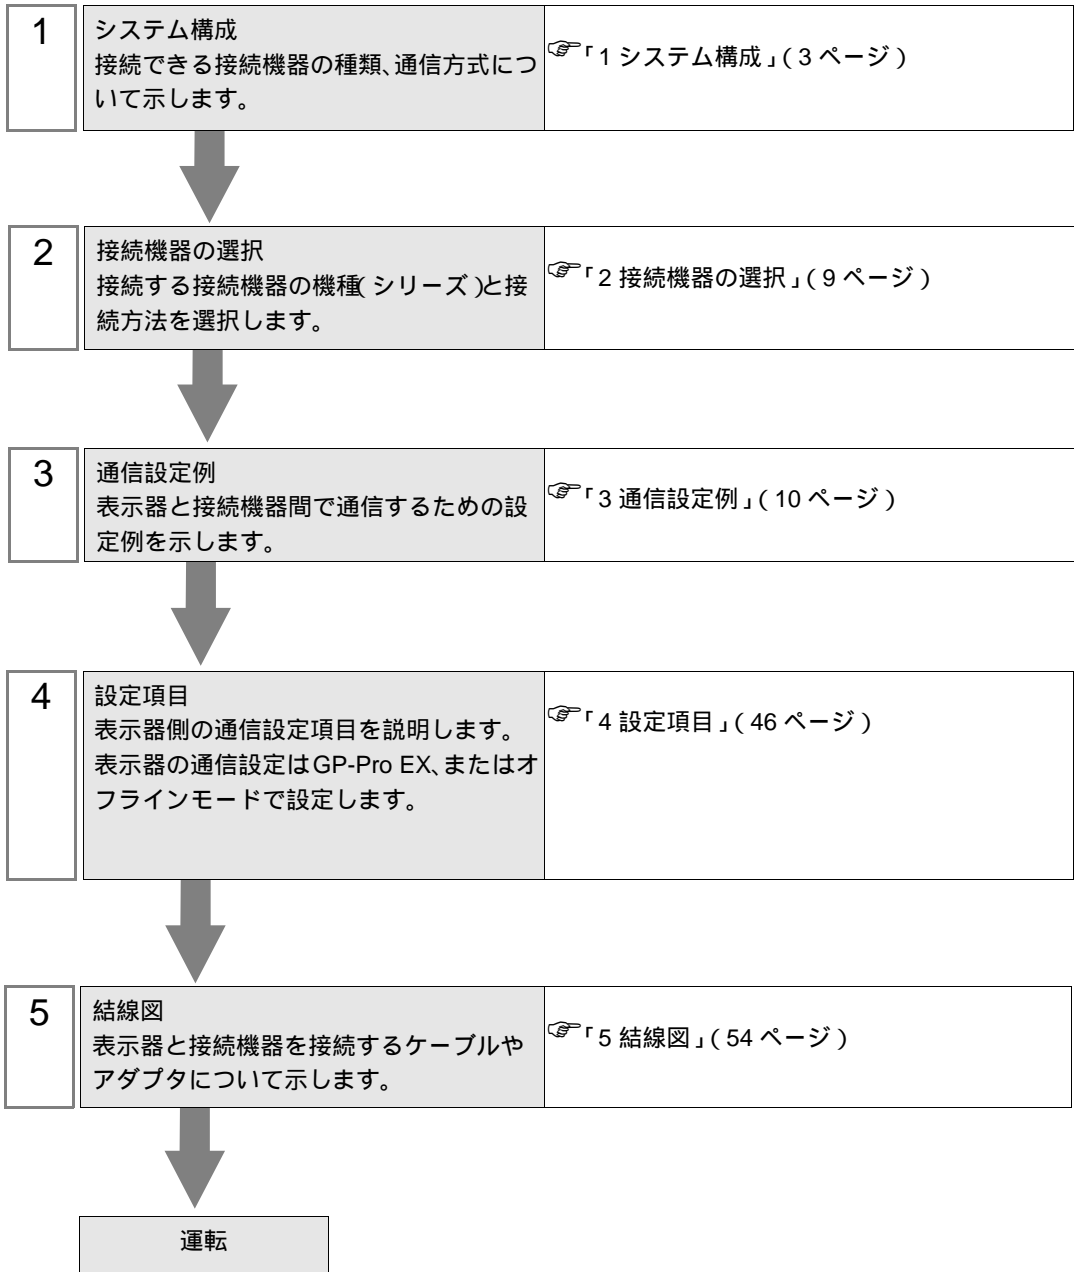 1
システム構成
接続できる接続機器の種類、通信方式につ
いて示します。
☞「1 システム構成」(3 ページ)
2
接続機器の選択
接続する接続機器の機種(シリーズ)と接
続方法を選択します。
☞「2 接続機器の選択」(9 ページ)
3
通信設定例
表示器と接続機器間で通信するための設
定例を示します。
☞「3 通信設定例」(10 ページ)
4
設定項目
表示器側の通信設定項目を説明します。
表示器の通信設定はGP-Pro EX、またはオ
フラインモードで設定します。
☞「4 設定項目」(46 ページ)
5
結線図
表示器と接続機器を接続するケーブルや
アダプタについて示します。
☞「5 結線図」(54 ページ)
運転